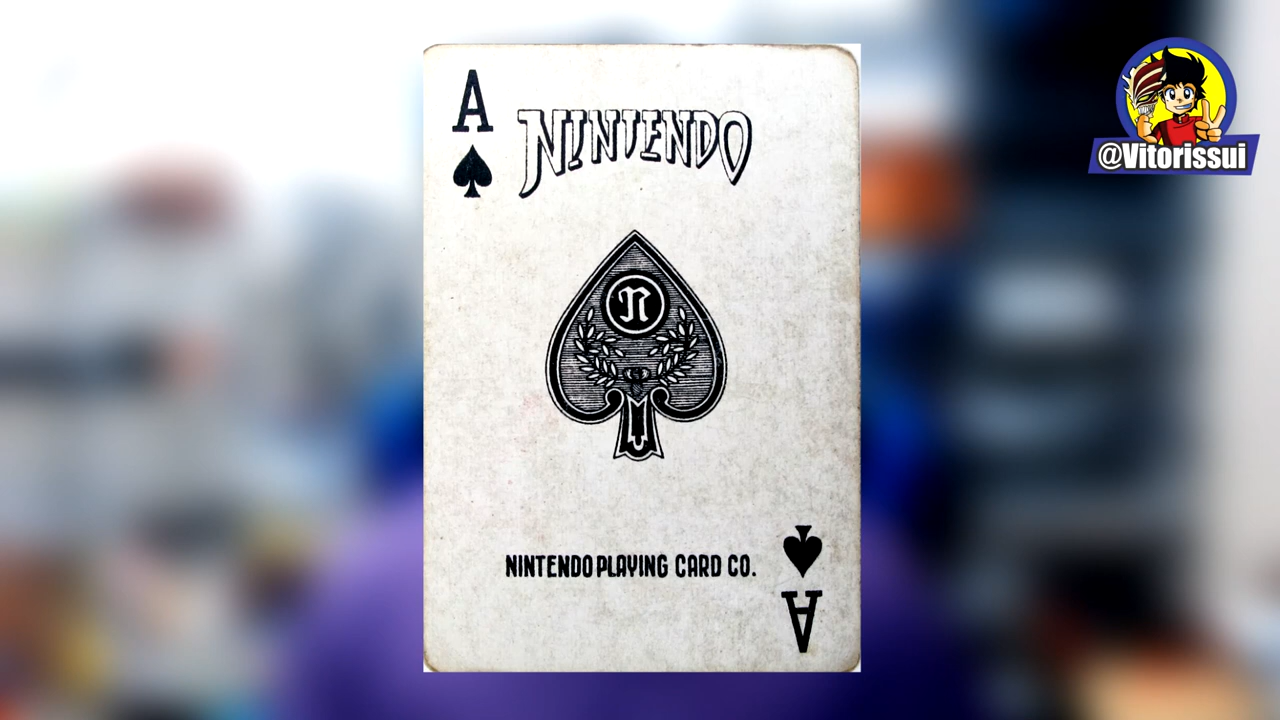 A
NINTENDO
n
NINTENDO PLAYING CARD CO.
A
@Vitorissui